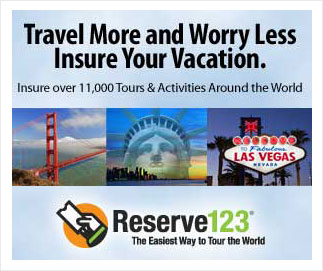 Travel More and Worry Less
Insure Your Vacation.
Insure over 11,000 Tours & Activities Around the World
WELCOME
TO Fabulous
LAS VEGAS
NEVADA
Reserve123®
The Easiest Way to Tour the World